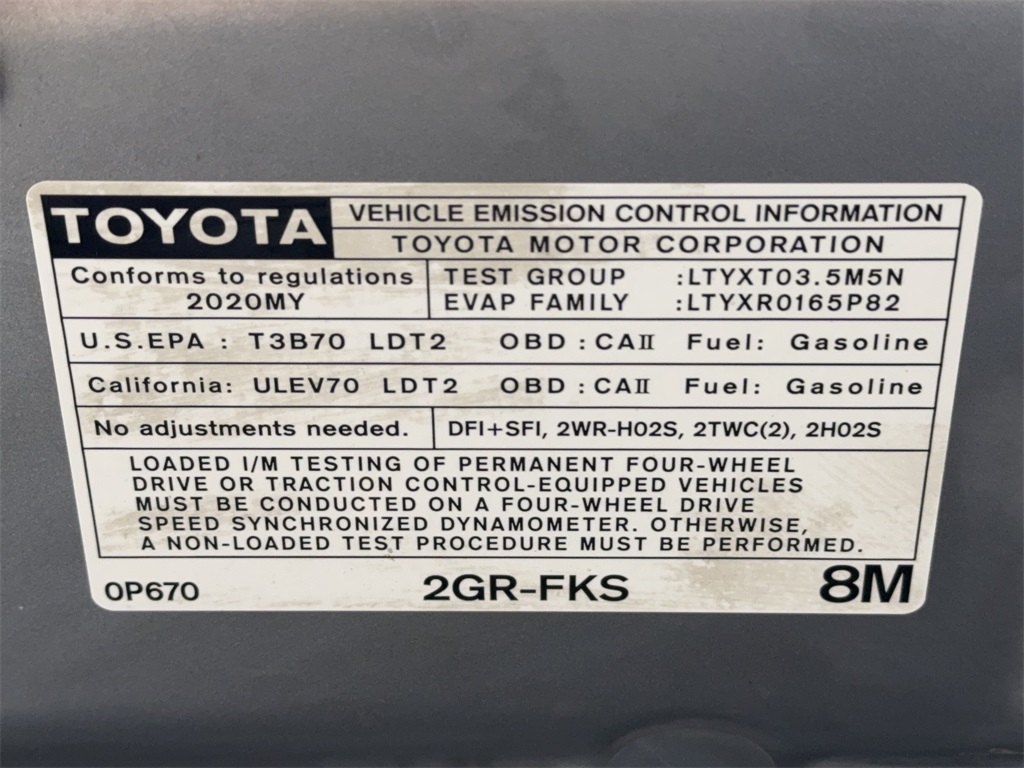 TOYOTA VEHICLE EMISSION CONTROL INFORMATION
TOYOTA MOTOR CORPORATION
Conforms to regulations
2020MY
TEST GROUP :LTYXT03.5M5N
EVAP FAMILY :LTYXR0165P82
U.S.EPA : T3B70 LDT2 OBD : CAII Fuel: Gasoline
California: ULEV70 LDT2 OBD : CAII Fuel: Gasoline
No adjustments needed. DFI+SFI, 2WR-HO2S, 2TWC(2), 2HO2S
LOADED I/M TESTING OF PERMANENT FOUR-WHEEL
DRIVE OR TRACTION CONTROL-EQUIPPED VEHICLES
MUST BE CONDUCTED ON A FOUR-WHEEL DRIVE
SPEED SYNCHRONIZED DYNAMOMETER. OTHERWISE,
A NON-LOADED TEST PROCEDURE MUST BE PERFORMED.
0P670 2GR-FKS 8M